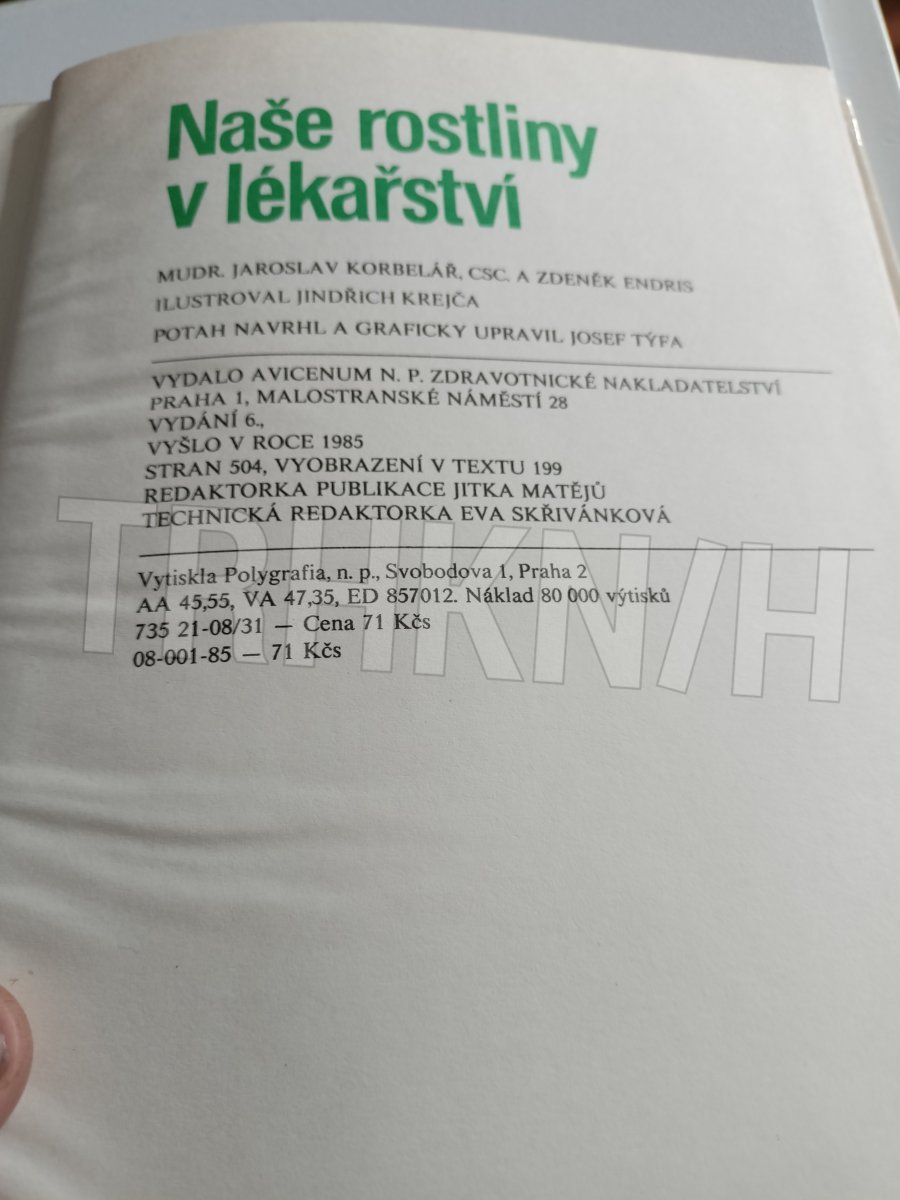 Naše rostliny
v lékařství
MUDR. JAROSLAV KORBELÁŘ, CSC. A ZDENĚK ENDRIS
ILUSTROVAL JINDŘICH KREJČA
POTAH NAVRHL A GRAFICKY UPRAVIL JOSEF TÝFA
VYDALO AVICENUM N. P. ZDRAVOTNICKÉ NAKLADATELSTVÍ
PRAHA 1, MALOSTRANSKÉ NÁMĚSTÍ 28
VYDÁNÍ 6.,
VYŠLO V ROCE 1985
STRAN 504, VYOBRAZENÍ V TEXTU 199
REDAKTORKA PUBLIKACE JITKA MATĚJŮ
TECHNICKÁ REDAKTORKA EVA SKŘIVÁNKOVÁ
Vytiskla Polygrafia, n. p., Svobodova 1, Praha 2
AA 45,55, VA 47,35, ED 857012. Náklad 80 000 výtisků
735 21-08/31 — Cena 71 Kčs
08-001-85 — 71 Kčs
TRHKN/H